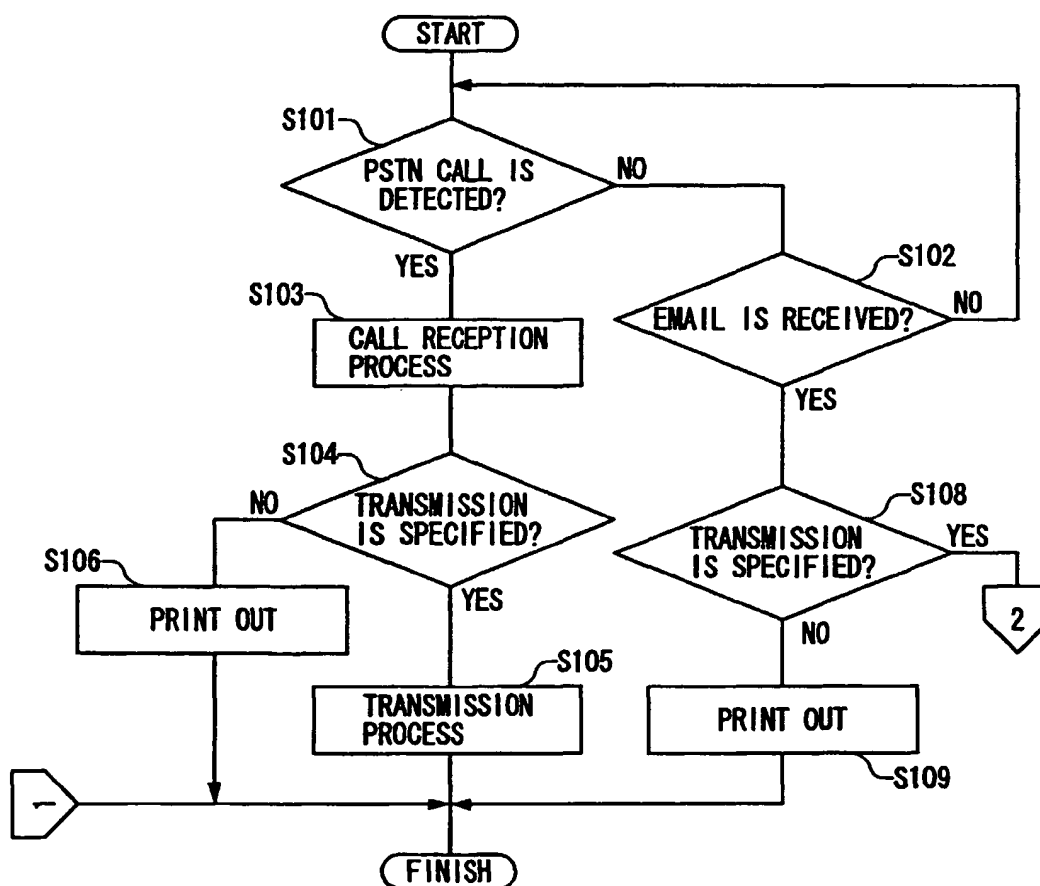 START
S101
PSTN CALL IS
DETECTED?
NO
YES
S102
EMAIL IS RECEIVED?
NO
YES
S103
CALL RECEPTION
PROCESS
S104
TRANSMISSION
IS SPECIFIED?
NO
YES
S108
TRANSMISSION
IS SPECIFIED?
YES
NO
2
S106
PRINT OUT
S105
TRANSMISSION
PROCESS
PRINT OUT
S109
1
FINISH